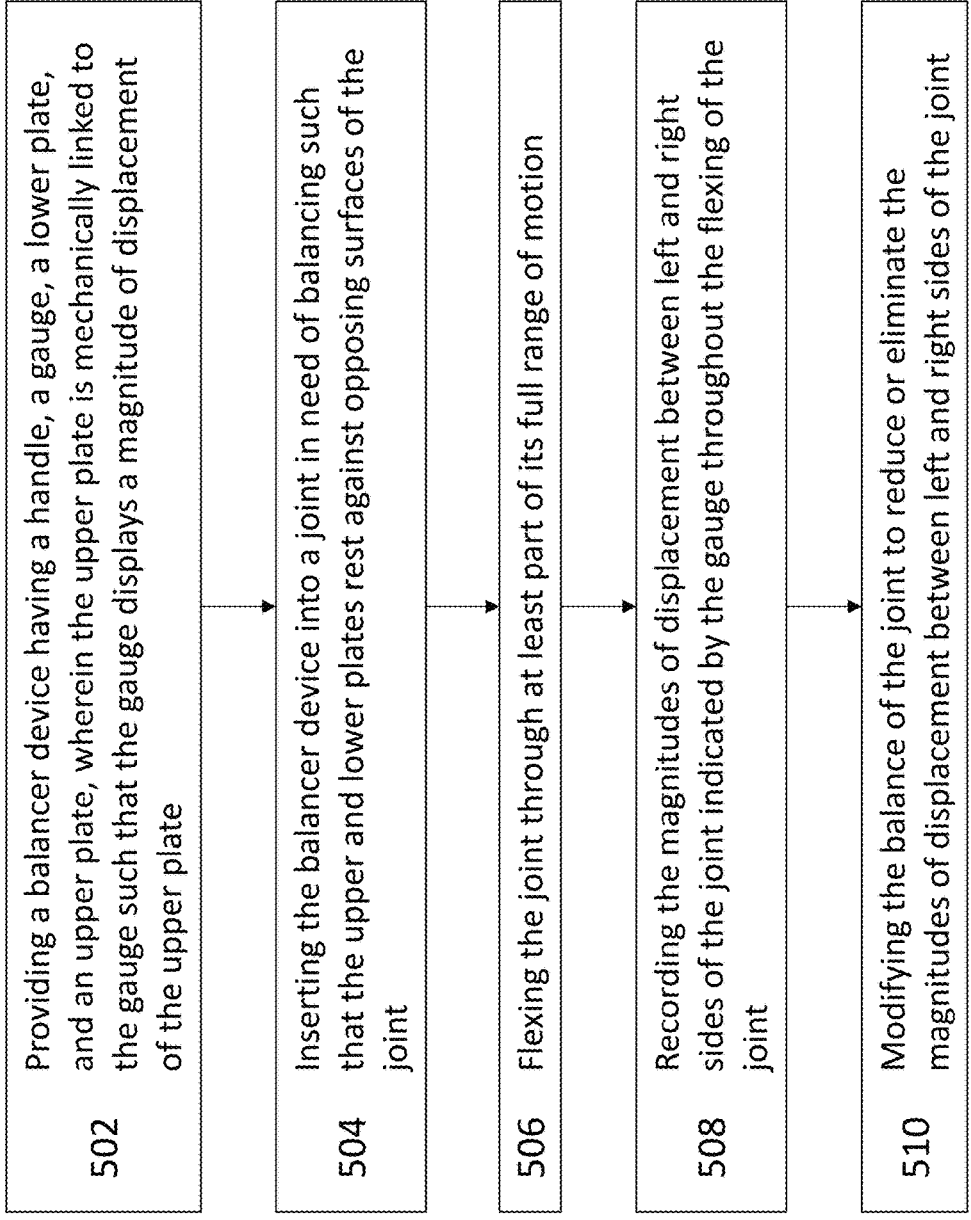 502 Providing a balancer device having a handle, a gauge, a lower plate,
and an upper plate, wherein the upper plate is mechanically linked to
the gauge such that the gauge displays a magnitude of displacement
of the upper plate
504 Inserting the balancer device into a joint in need of balancing such
that the upper and lower plates rest against opposing surfaces of the
joint
506 Flexing the joint through at least part of its full range of motion
508 Recording the magnitudes of displacement between left and right
sides of the joint indicated by the gauge throughout the flexing of the
joint
510 Modifying the balance of the joint to reduce or eliminate the
magnitudes of displacement between left and right sides of the joint